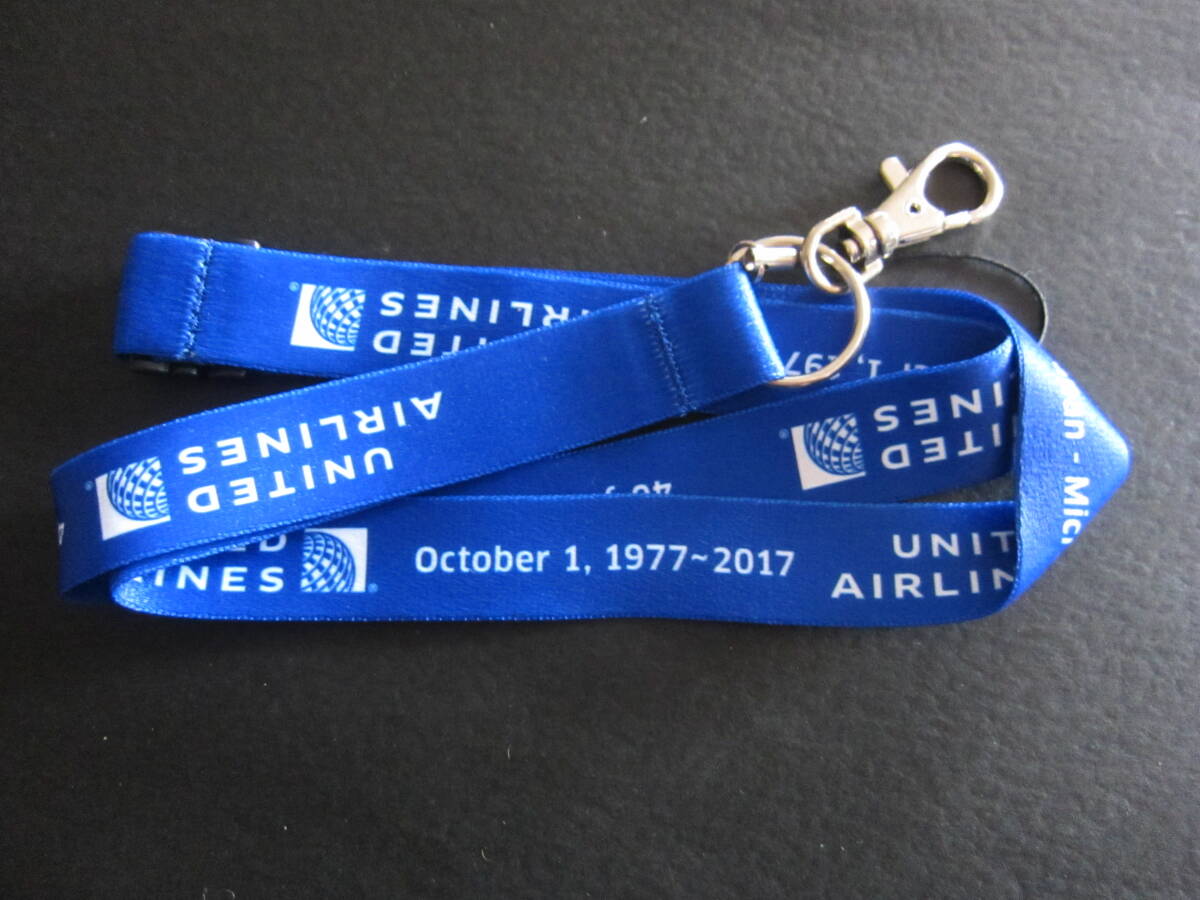 UNITED
AIRLINES
UNITED
AIRLINES
UNITED
AIRLINES
October 1, 1977~2017